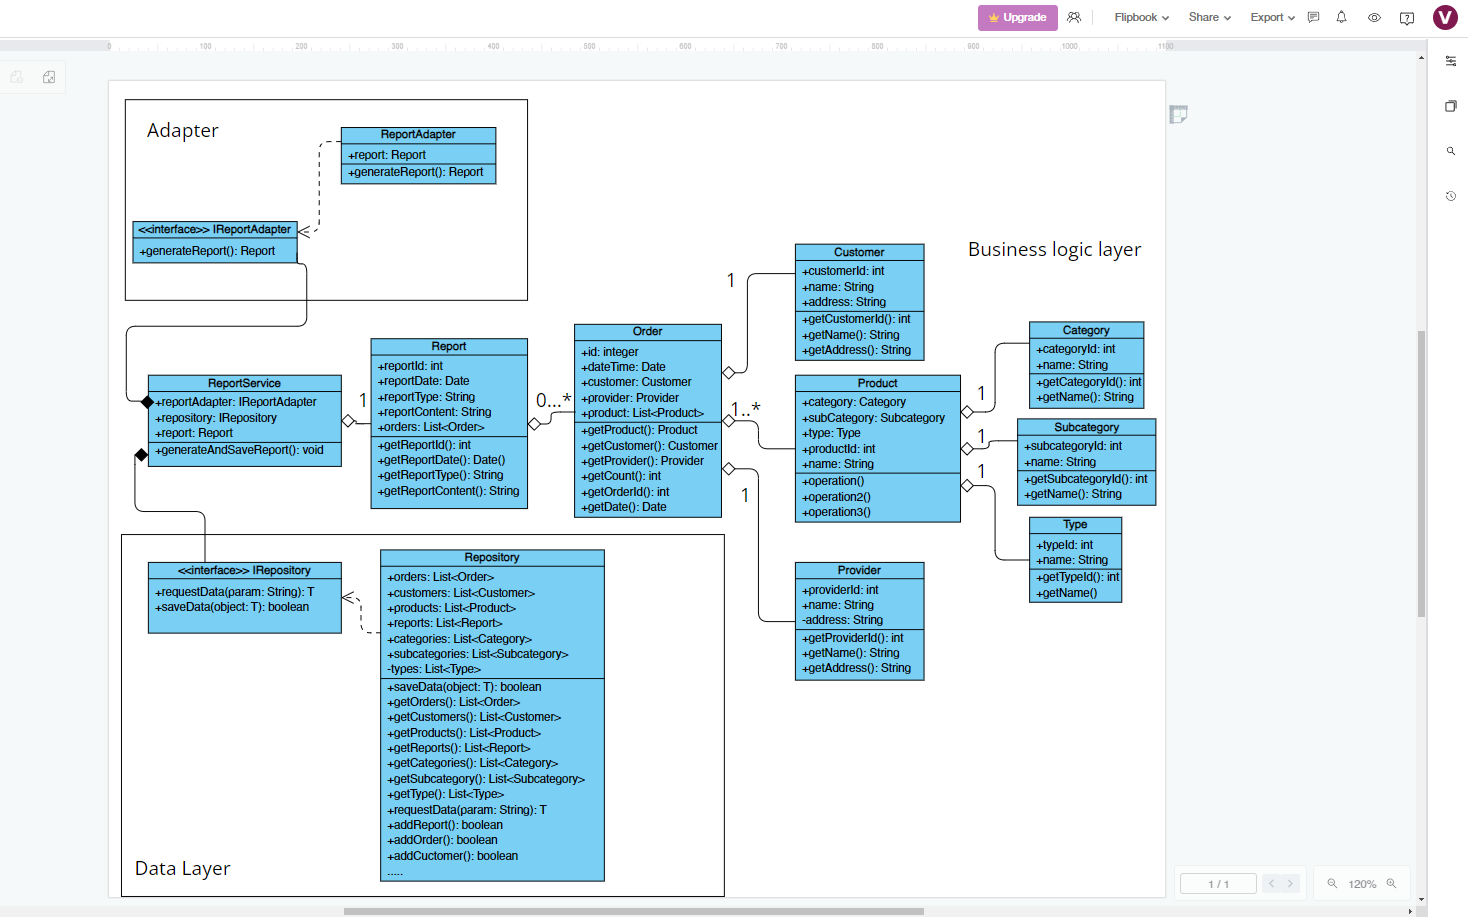 Upgrade
Flipbook
Share
Export
V
0
100
200
300
400
500
600
700
800
900
1000
1100
Adapter
ReportAdapter
+report: Report
+generateReport(): Report
<<interface>> IReportAdapter
+generateReport(): Report
Business logic layer
Customer
+customerId: int
+name: String
+address: String
+getCustomerId(): int
+getName(): String
+getAddress(): String
1
Order
+id: integer
+dateTime: Date
+customer: Customer
+provider: Provider
+product: List<Product>
+getProduct(): Product
+getCustomer(): Customer
+getProvider(): Provider
+getCount(): int
+getOrderId(): int
+getDate(): Date
Report
+reportId: int
+reportDate: Date
+reportType: String
+reportContent: String
+orders: List<Order>
+getReportId(): int
+getReportDate(): Date()
+getReportType(): String
+getReportContent(): String
0...*
1
ReportService
+reportAdapter: IReportAdapter
+repository: IRepository
+report: Report
+generateAndSaveReport(): void
Product
+category: Category
+subCategory: Subcategory
+type: Type
+productId: int
+name: String
+operation()
+operation2()
+operation3()
1..*
1
Category
+categoryId: int
+name: String
+getCategoryId(): int
+getName(): String
1
Subcategory
+subcategoryId: int
+name: String
+getSubcategoryId(): int
+getName(): String
1
Type
+typeId: int
+name: String
+getTypeId(): int
+getName()
1
Provider
+providerId: int
+name: String
-address: String
+getProviderId(): int
+getName(): String
+getAddress(): String
<<interface>> IRepository
+requestData(param: String): T
+saveData(object: T): boolean
Repository
+orders: List<Order>
+customers: List<Customer>
+products: List<Product>
+reports: List<Report>
+categories: List<Category>
+subcategories: List<Subcategory>
-types: List<Type>
+saveData(object: T): boolean
+getOrders(): List<Order>
+getCustomers(): List<Customer>
+getProducts(): List<Product>
+getReports(): List<Report>
+getCategories(): List<Category>
+getSubcategory(): List<Subcategory>
+getType(): List<Type>
+requestData(param: String): T
+addReport(): boolean
+addOrder(): boolean
+addCuctomer(): boolean
.....
Data Layer
1 / 1
120%